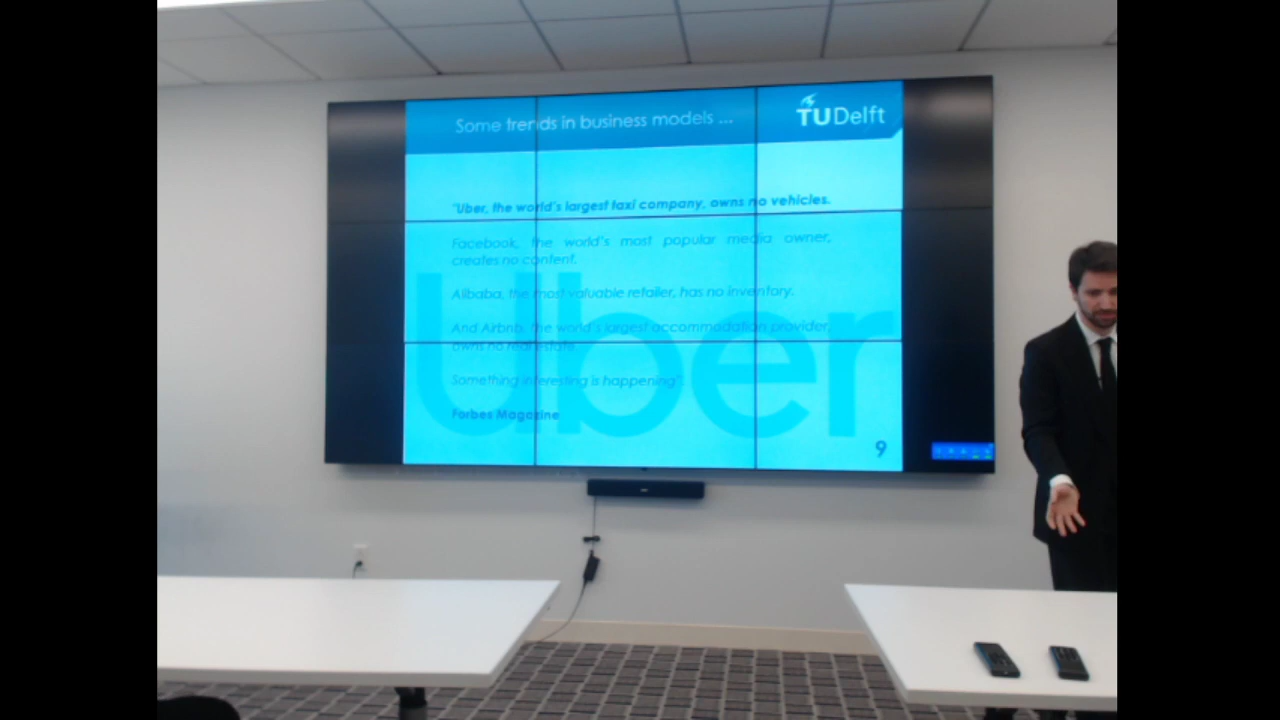 Some trends in business models ...
TUDelft
"Uber, the world's largest taxi company, owns no vehicles.
Facebook, the world's most popular media owner,
creates no content.
Alibaba, the most valuable retailer, has no inventory.
And Airbnb, the world's largest accommodation provider,
owns no real estate.
Something interesting is happening".
Forbes Magazine
Uber
9